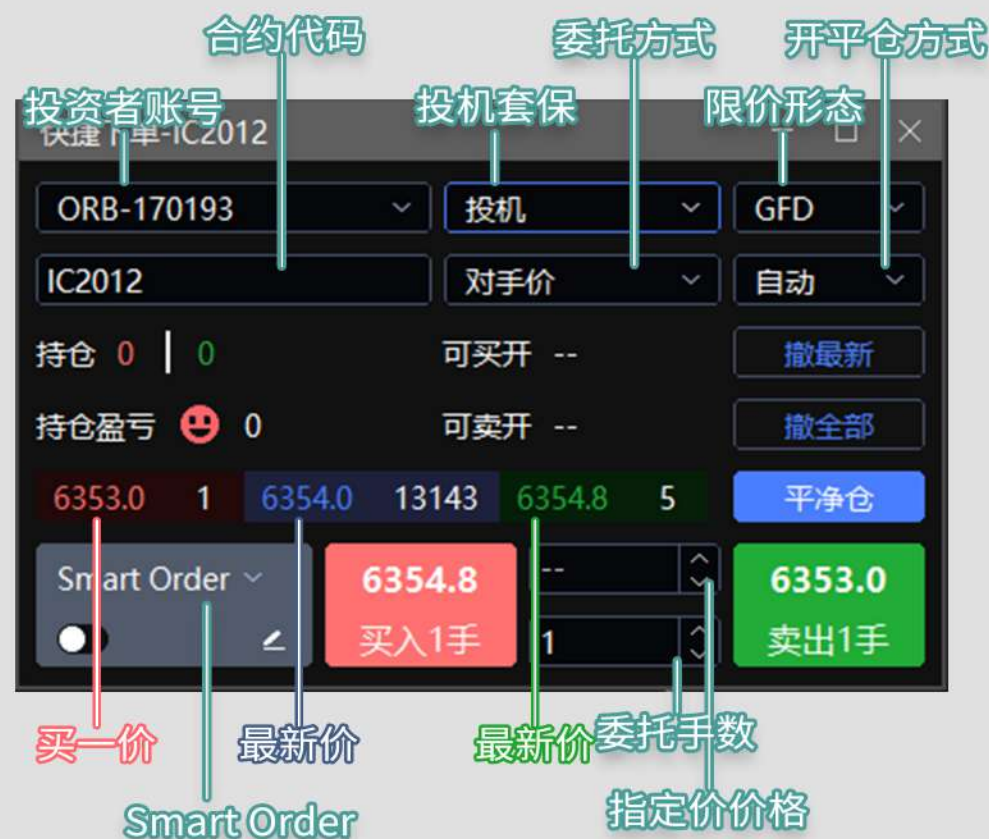 合约代码
委托方式
开平仓方式
投资者账号
投机套保
限价形态
快捷下单-IC2012
ORB-170193
投机
GFD
IC2012
对手价
自动
持仓 0 | 0
可买开 --
撤最新
持仓盈亏 0
可卖开 --
撤全部
6353.0 1 6354.0 13143 6354.8 5
平净仓
Smart Order
6354.8
买入1手
--
1
6353.0
卖出1手
买一价
最新价
最新价
委托手数
指定价价格
Smart Order